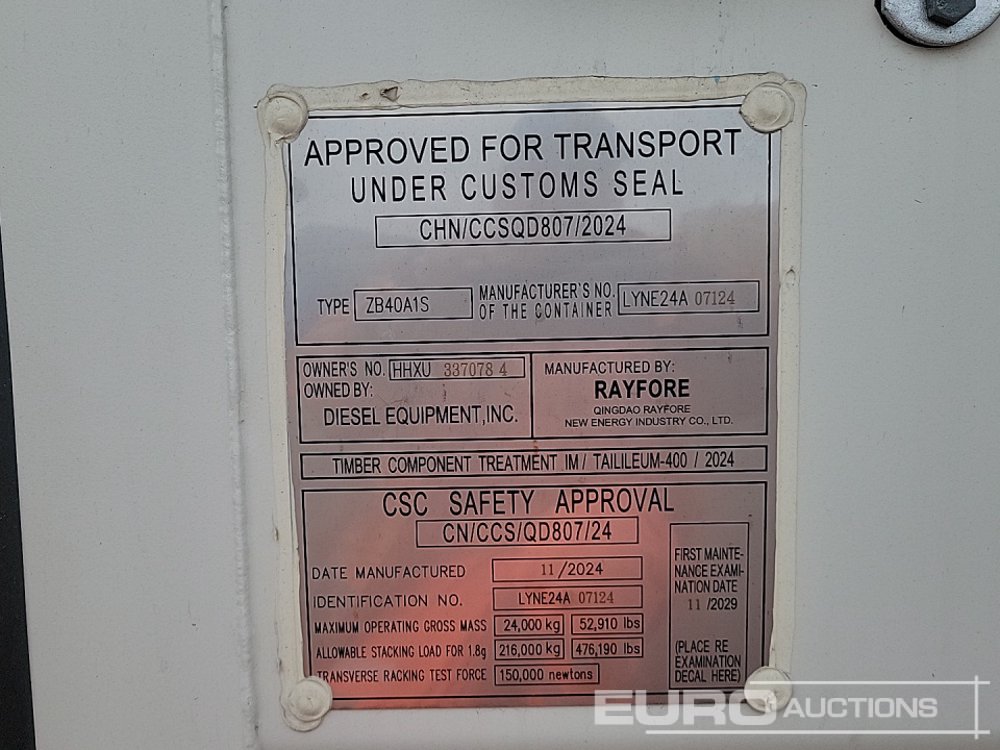 APPROVED FOR TRANSPORT
UNDER CUSTOMS SEAL
CHN/CCSQD807/2024
TYPE ZB40A1S MANUFACTURER'S NO. OF THE CONTAINER LYNE24A 07124
OWNER'S NO. HHXU 337078 4
OWNED BY:
DIESEL EQUIPMENT,INC.
MANUFACTURED BY:
RAYFORE
QINGDAO RAYFORE
NEW ENERGY INDUSTRY CO., LTD.
TIMBER COMPONENT TREATMENT IM / TAILILEUM-400 / 2024
CSC SAFETY APPROVAL
CN/CCS/QD807/24
DATE MANUFACTURED 11/2024
IDENTIFICATION NO. LYNE24A 07124
MAXIMUM OPERATING GROSS MASS 24,000 kg 52,910 lbs
ALLOWABLE STACKING LOAD FOR 1.8g 216,000 kg 476,190 lbs
TRANSVERSE RACKING TEST FORCE 150,000 newtons
FIRST MAINTE-
NANCE EXAMI-
NATION DATE
11 /2029
(PLACE RE
EXAMINATION
DECAL HERE)
EURO AUCTIONS